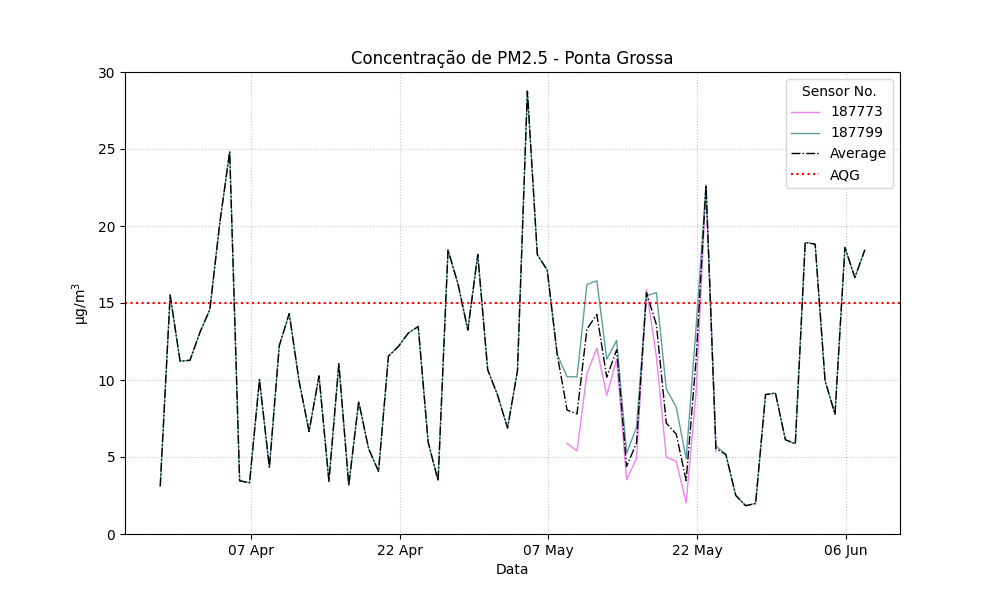 Concentração de PM2.5 - Ponta Grossa
30
25
20
15
10
5
0
µg/m³
Sensor No.
187773
187799
Average
AQG
07 Apr
22 Apr
07 May
22 May
06 Jun
Data